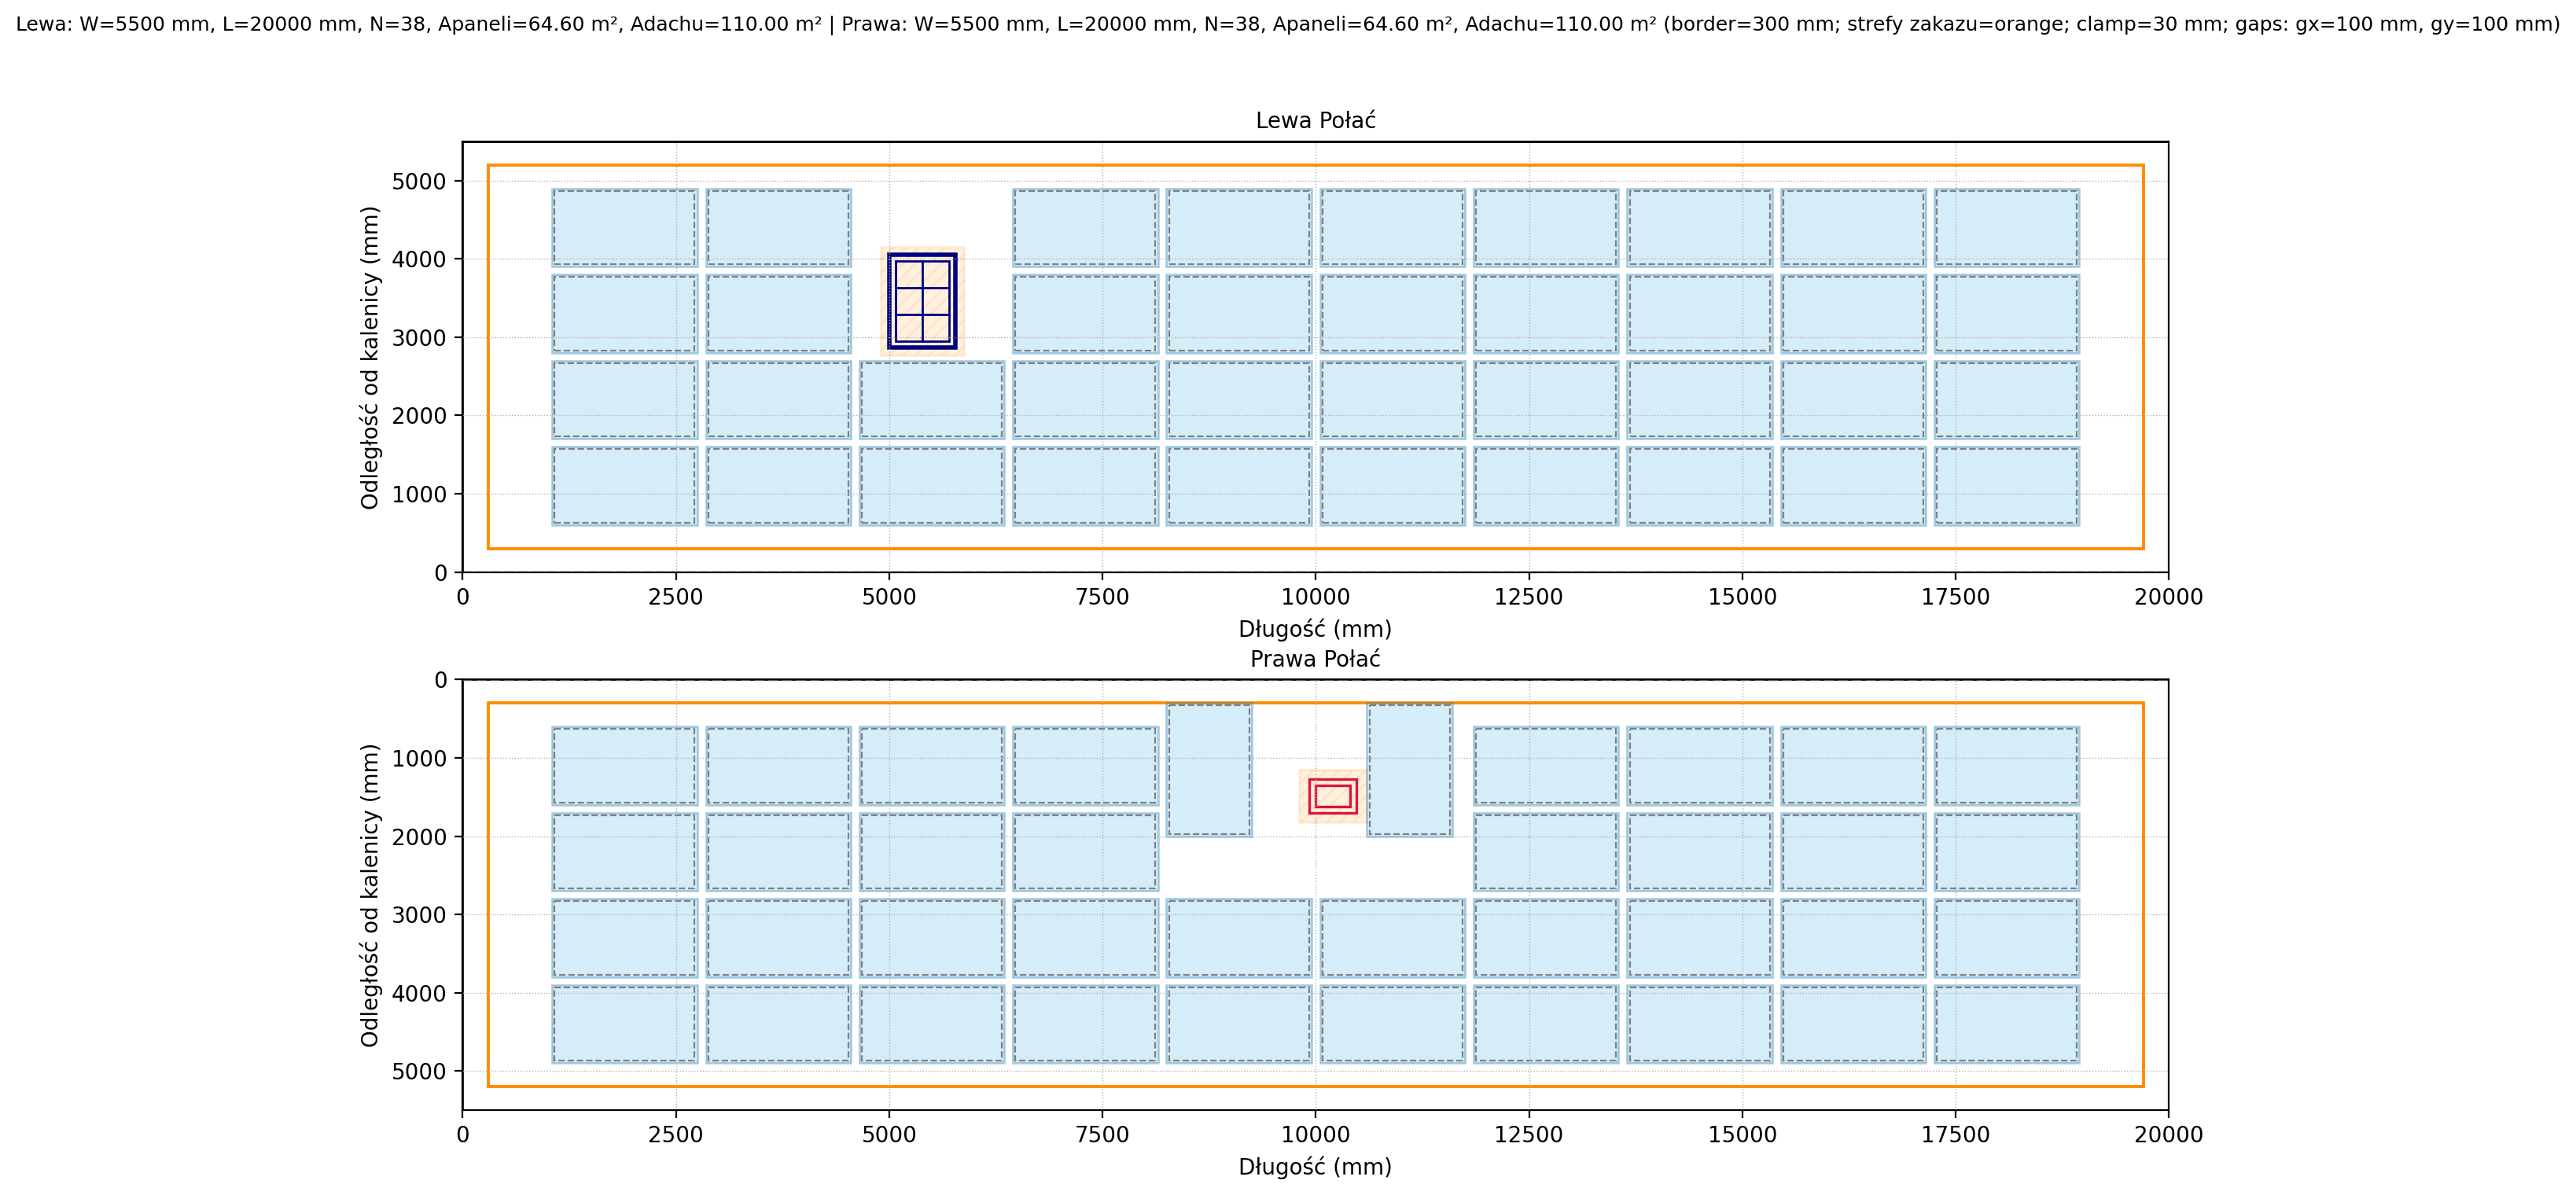 Lewa: W=5500 mm, L=20000 mm, N=38, Apaneli=64.60 m², Adachu=110.00 m² | Prawa: W=5500 mm, L=20000 mm, N=38, Apaneli=64.60 m², Adachu=110.00 m² (border=300 mm; strefy zakazu=orange; clamp=30 mm; gaps: gx=100 mm, gy=100 mm)
Lewa Połać
Odległość od kalenicy (mm)
5000
4000
3000
2000
1000
0
0 2500 5000 7500 10000 12500 15000 17500 20000
Długość (mm)
Prawa Połać
Odległość od kalenicy (mm)
0
1000
2000
3000
4000
5000
0 2500 5000 7500 10000 12500 15000 17500 20000
Długość (mm)